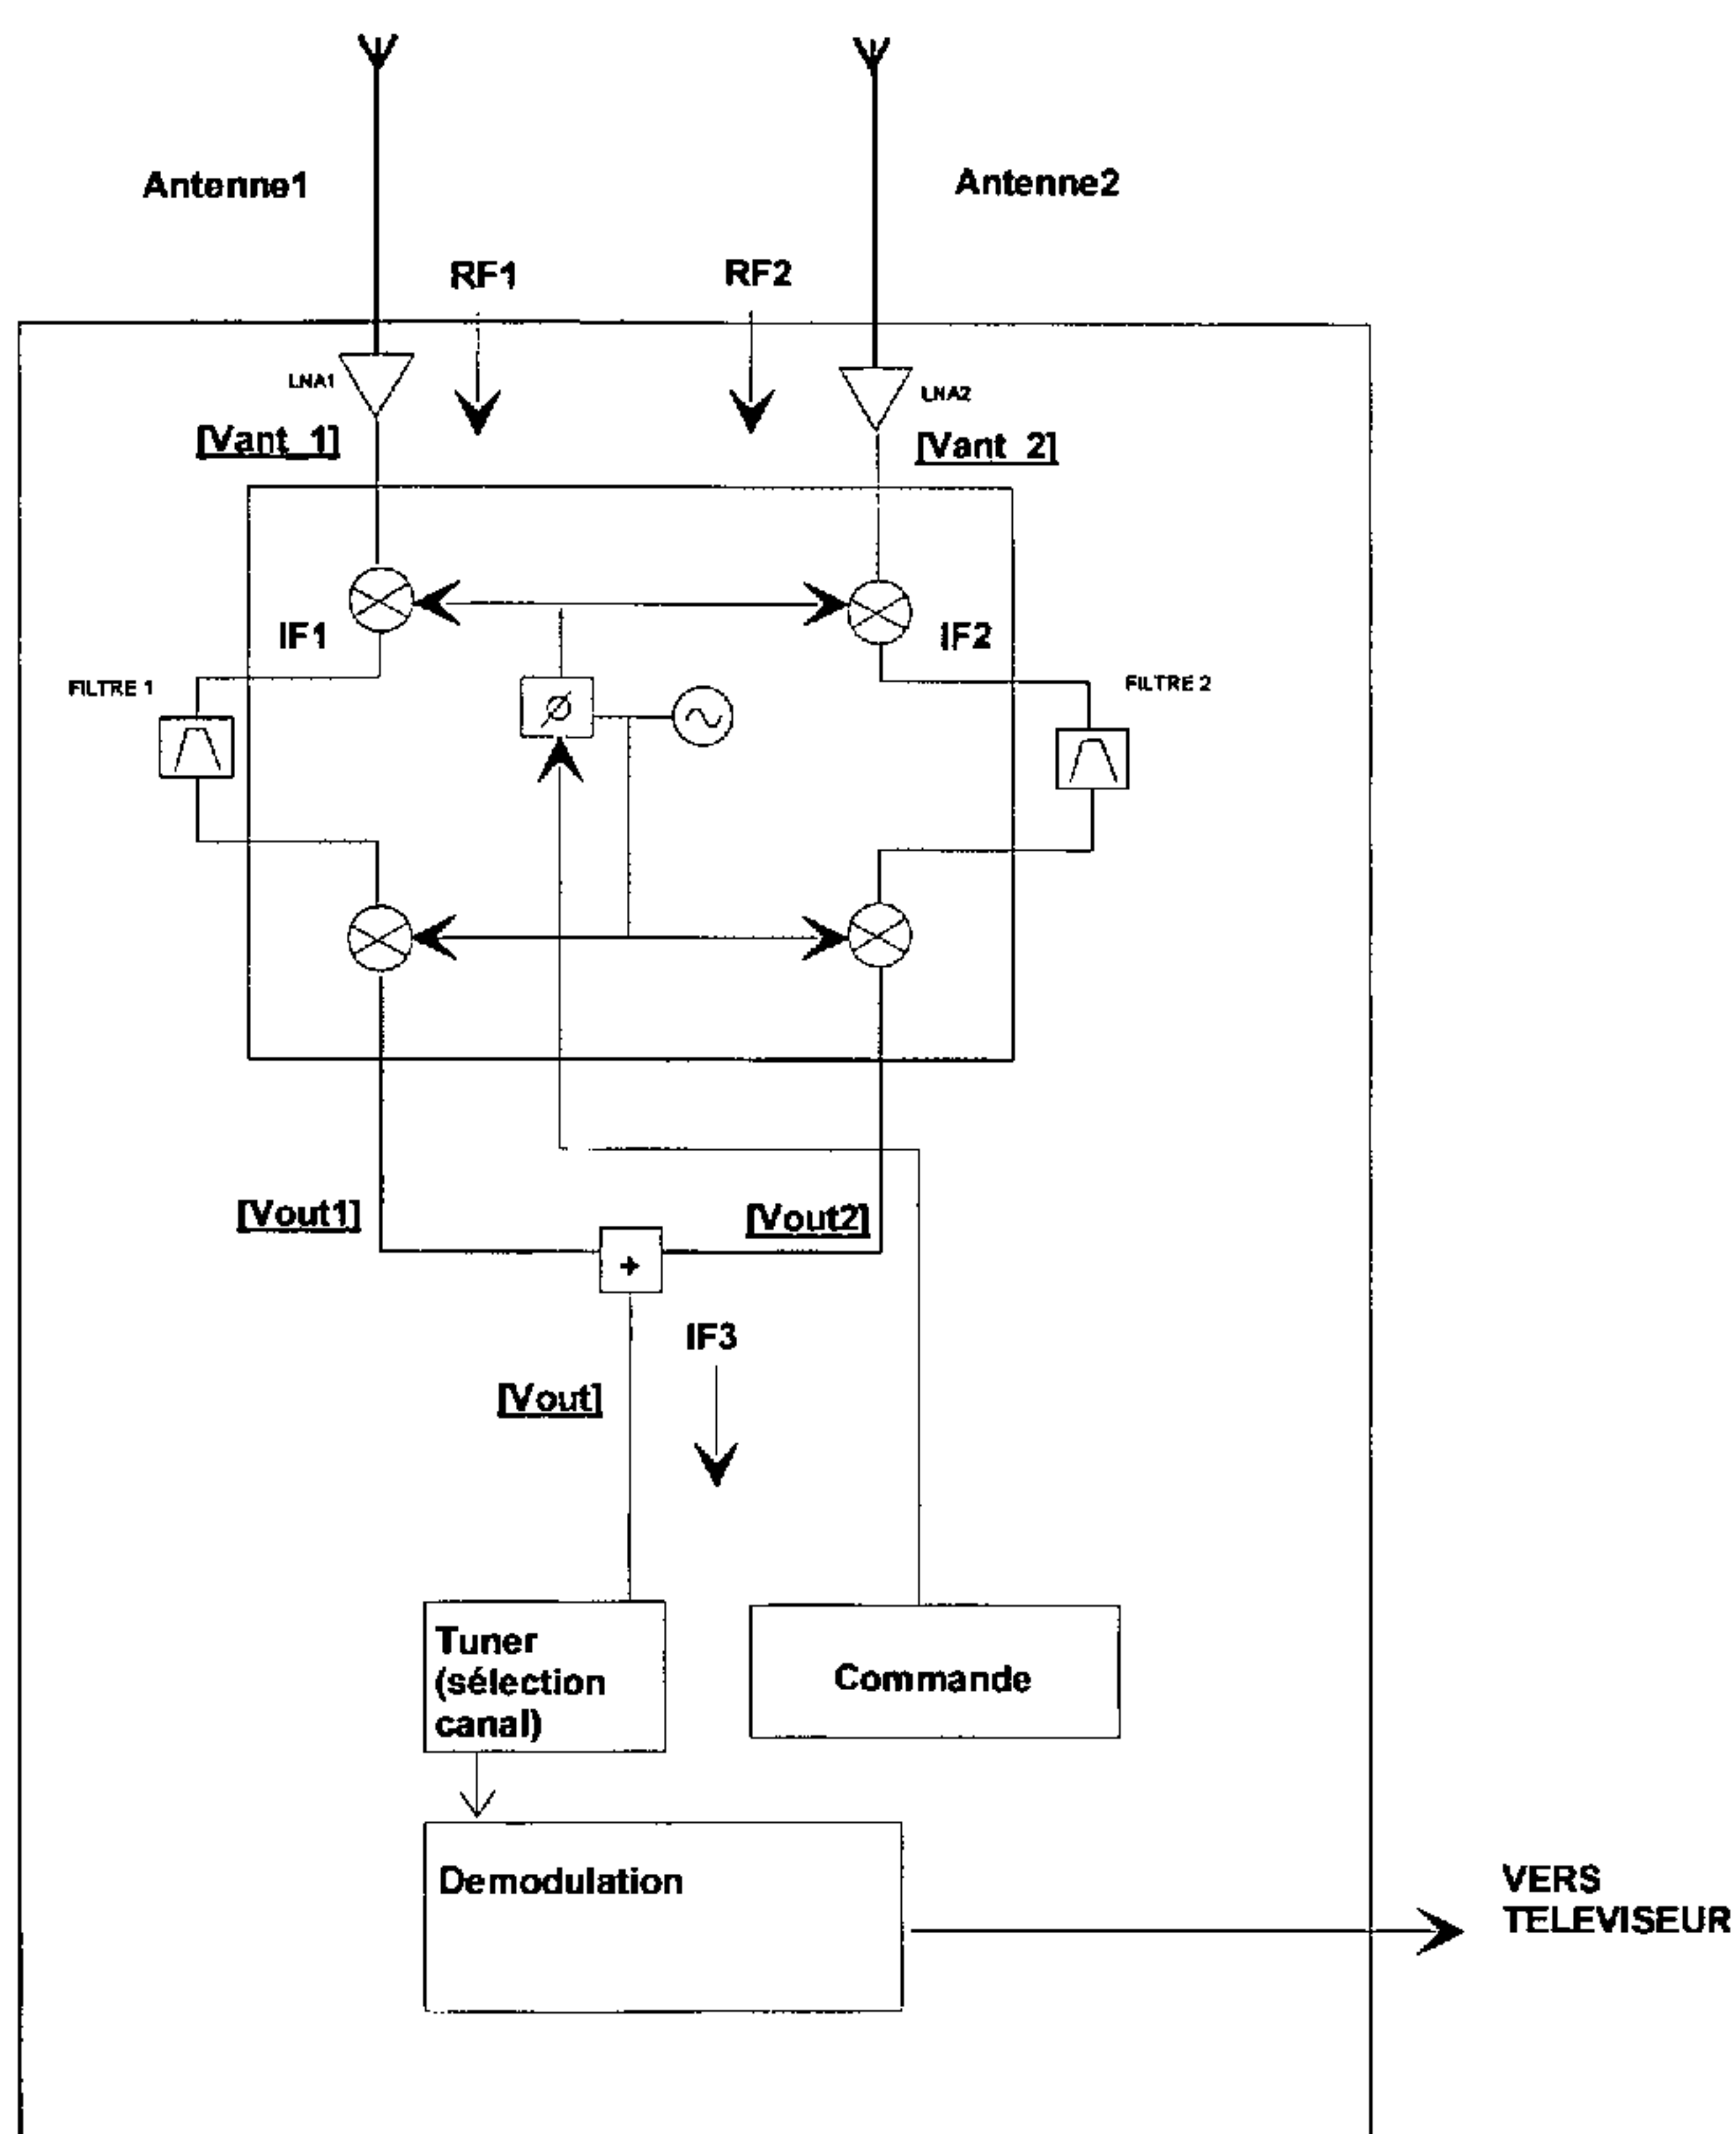 Antenne1
Antenne2
RF1
RF2
LNA1
LNA2
[Vant_1]
[Vant_2]
IF1
IF2
FILTRE 1
FILTRE 2
Ø
[Vout1]
[Vout2]
+
IF3
[Vout]
Tuner
(sélection
canal)
Commande
Demodulation
VERS
TELEVISEUR